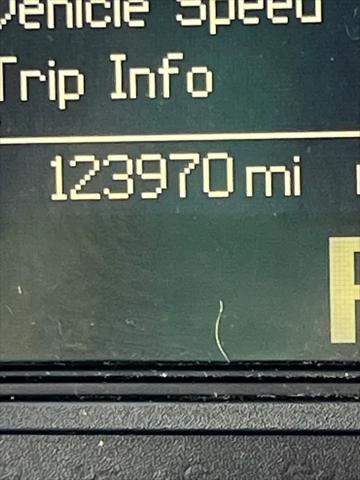 Vehicle Speed
Trip Info
123970 mi
P